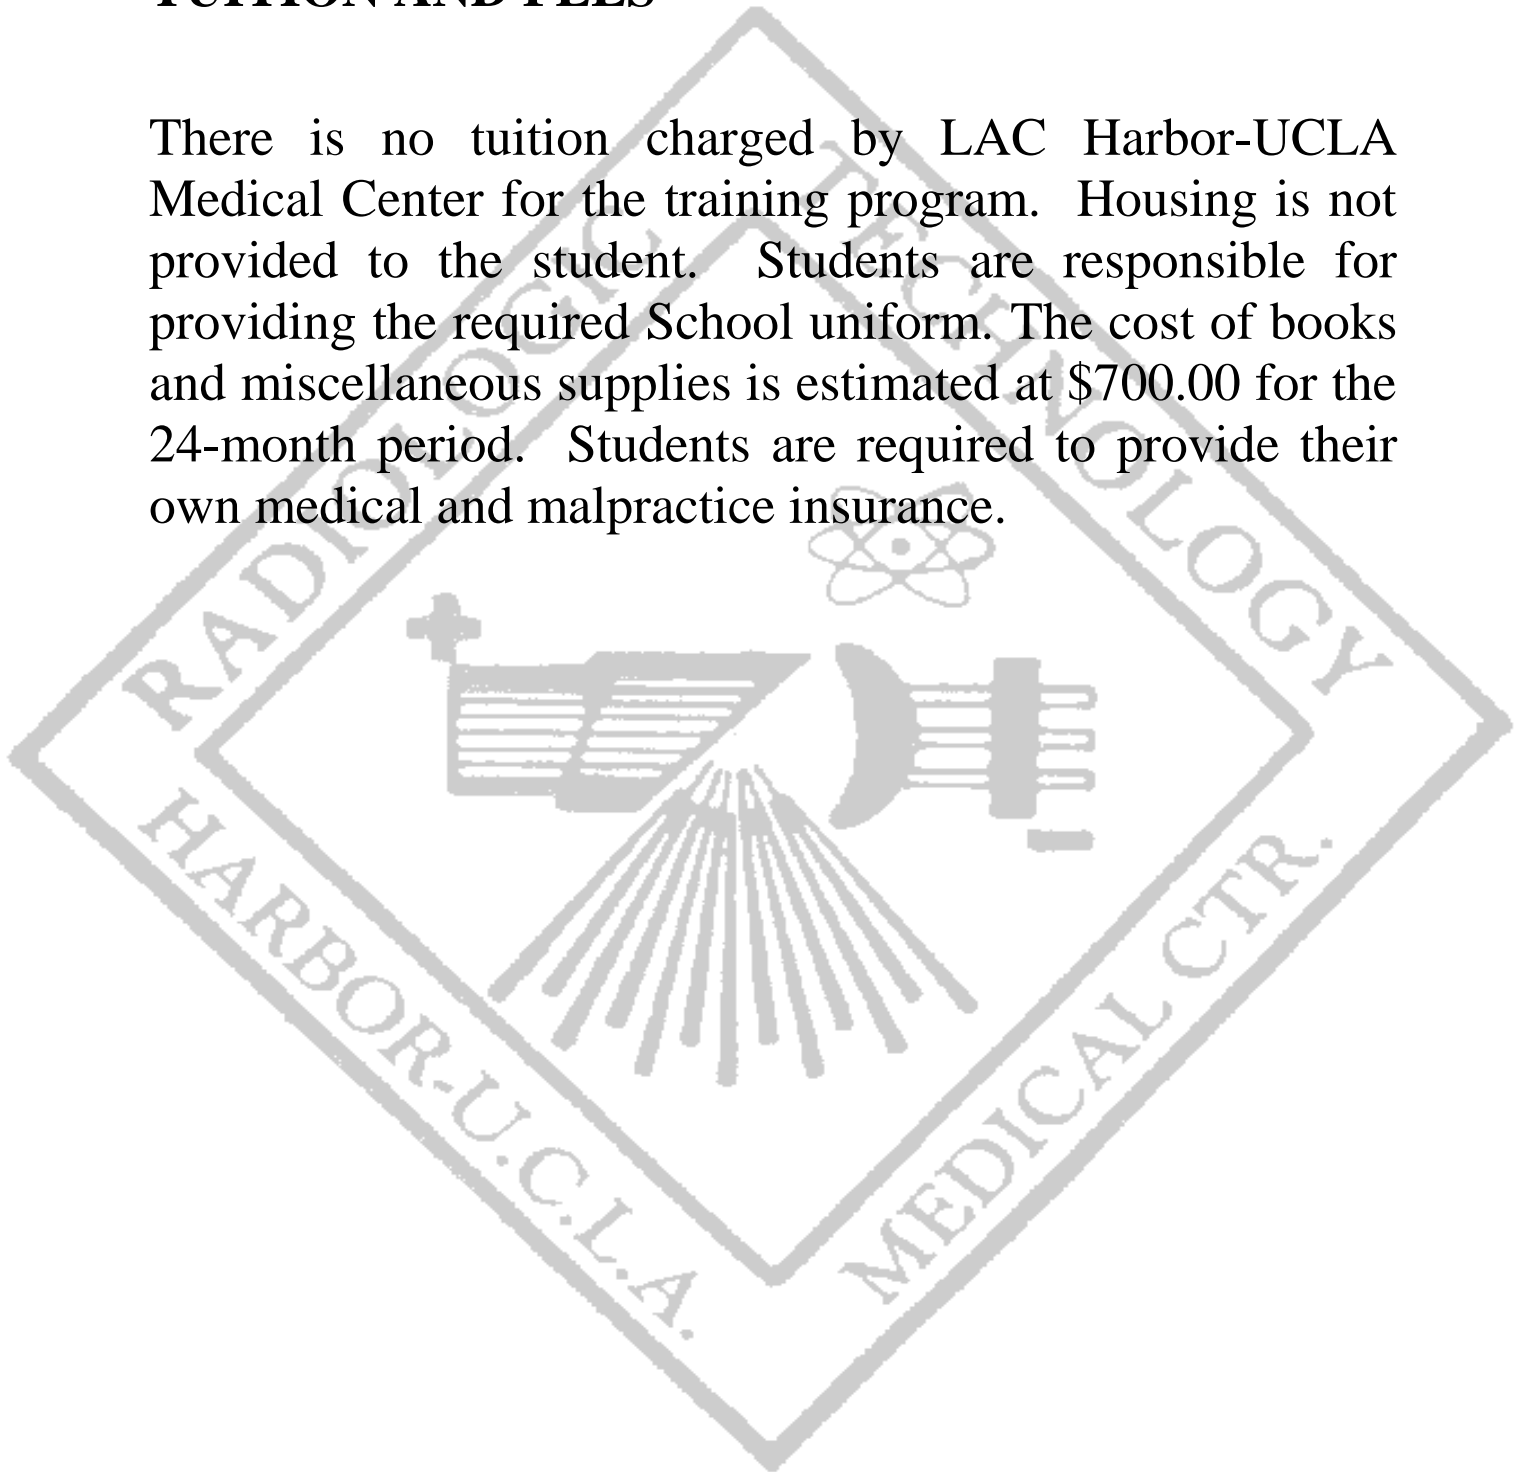 TUITION AND FEES
There is no tuition charged by LAC Harbor-UCLA
Medical Center for the training program. Housing is not
provided to the student. Students are responsible for
providing the required School uniform. The cost of books
and miscellaneous supplies is estimated at $700.00 for the
24-month period. Students are required to provide their
own medical and malpractice insurance.
RADIOLOGIC
TECHNOLOGY
HARBOR-U.C.L.A.
MEDICAL CTR.